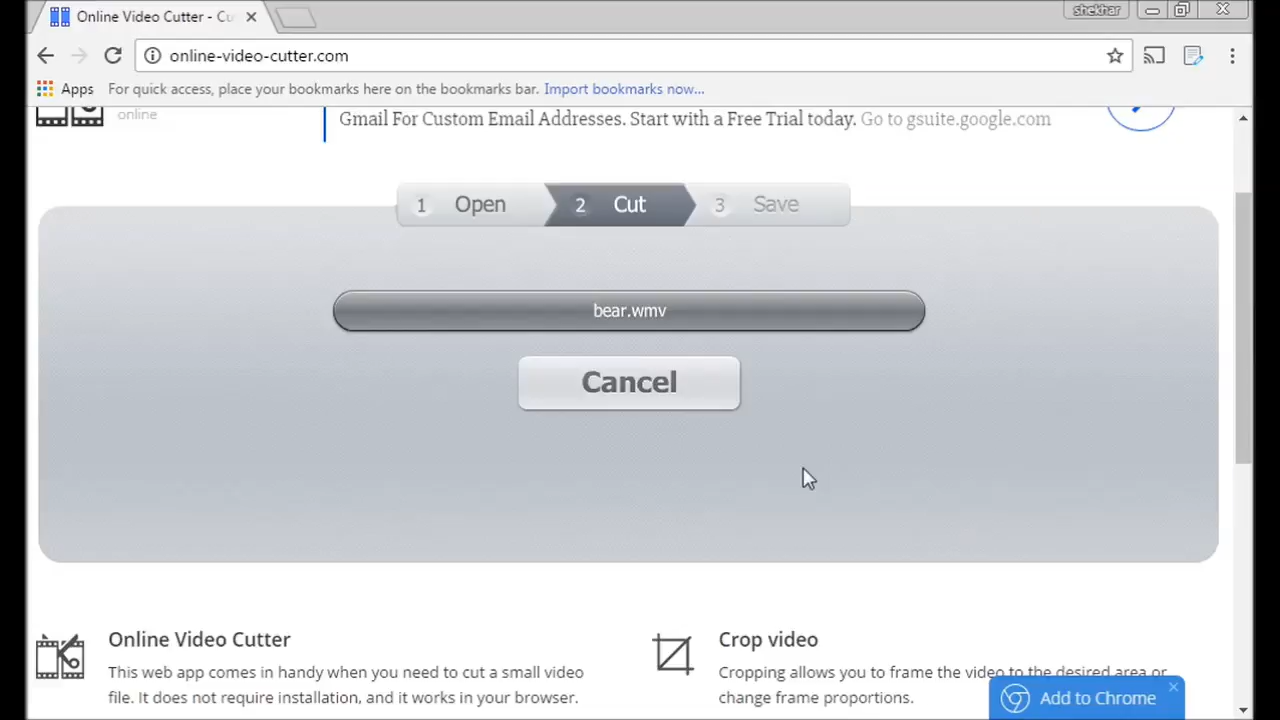 Online Video Cutter - Cu
shekhar
online-video-cutter.com
Apps For quick access, place your bookmarks here on the bookmarks bar. Import bookmarks now...
online
Gmail For Custom Email Addresses. Start with a Free Trial today. Go to gsuite.google.com
1 Open 2 Cut 3 Save
bear.wmv
Cancel
Online Video Cutter
This web app comes in handy when you need to cut a small video
file. It does not require installation, and it works in your browser.
Crop video
Cropping allows you to frame the video to the desired area or
change frame proportions.
Add to Chrome